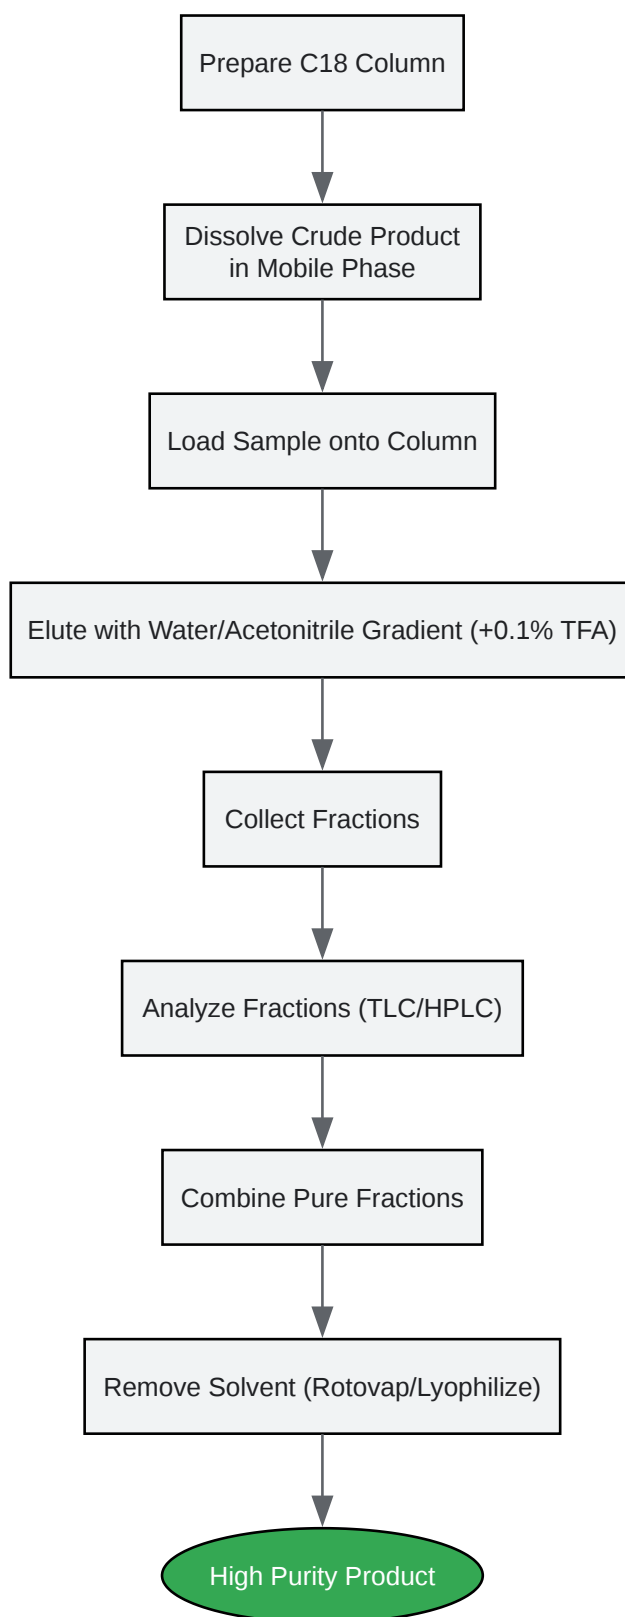 Prepare C18 Column
Dissolve Crude Product
in Mobile Phase
Load Sample onto Column
Elute with Water/Acetonitrile Gradient (+0.1% TFA)
Collect Fractions
Analyze Fractions (TLC/HPLC)
Combine Pure Fractions
Remove Solvent (Rotovap/Lyophilize)
High Purity Product